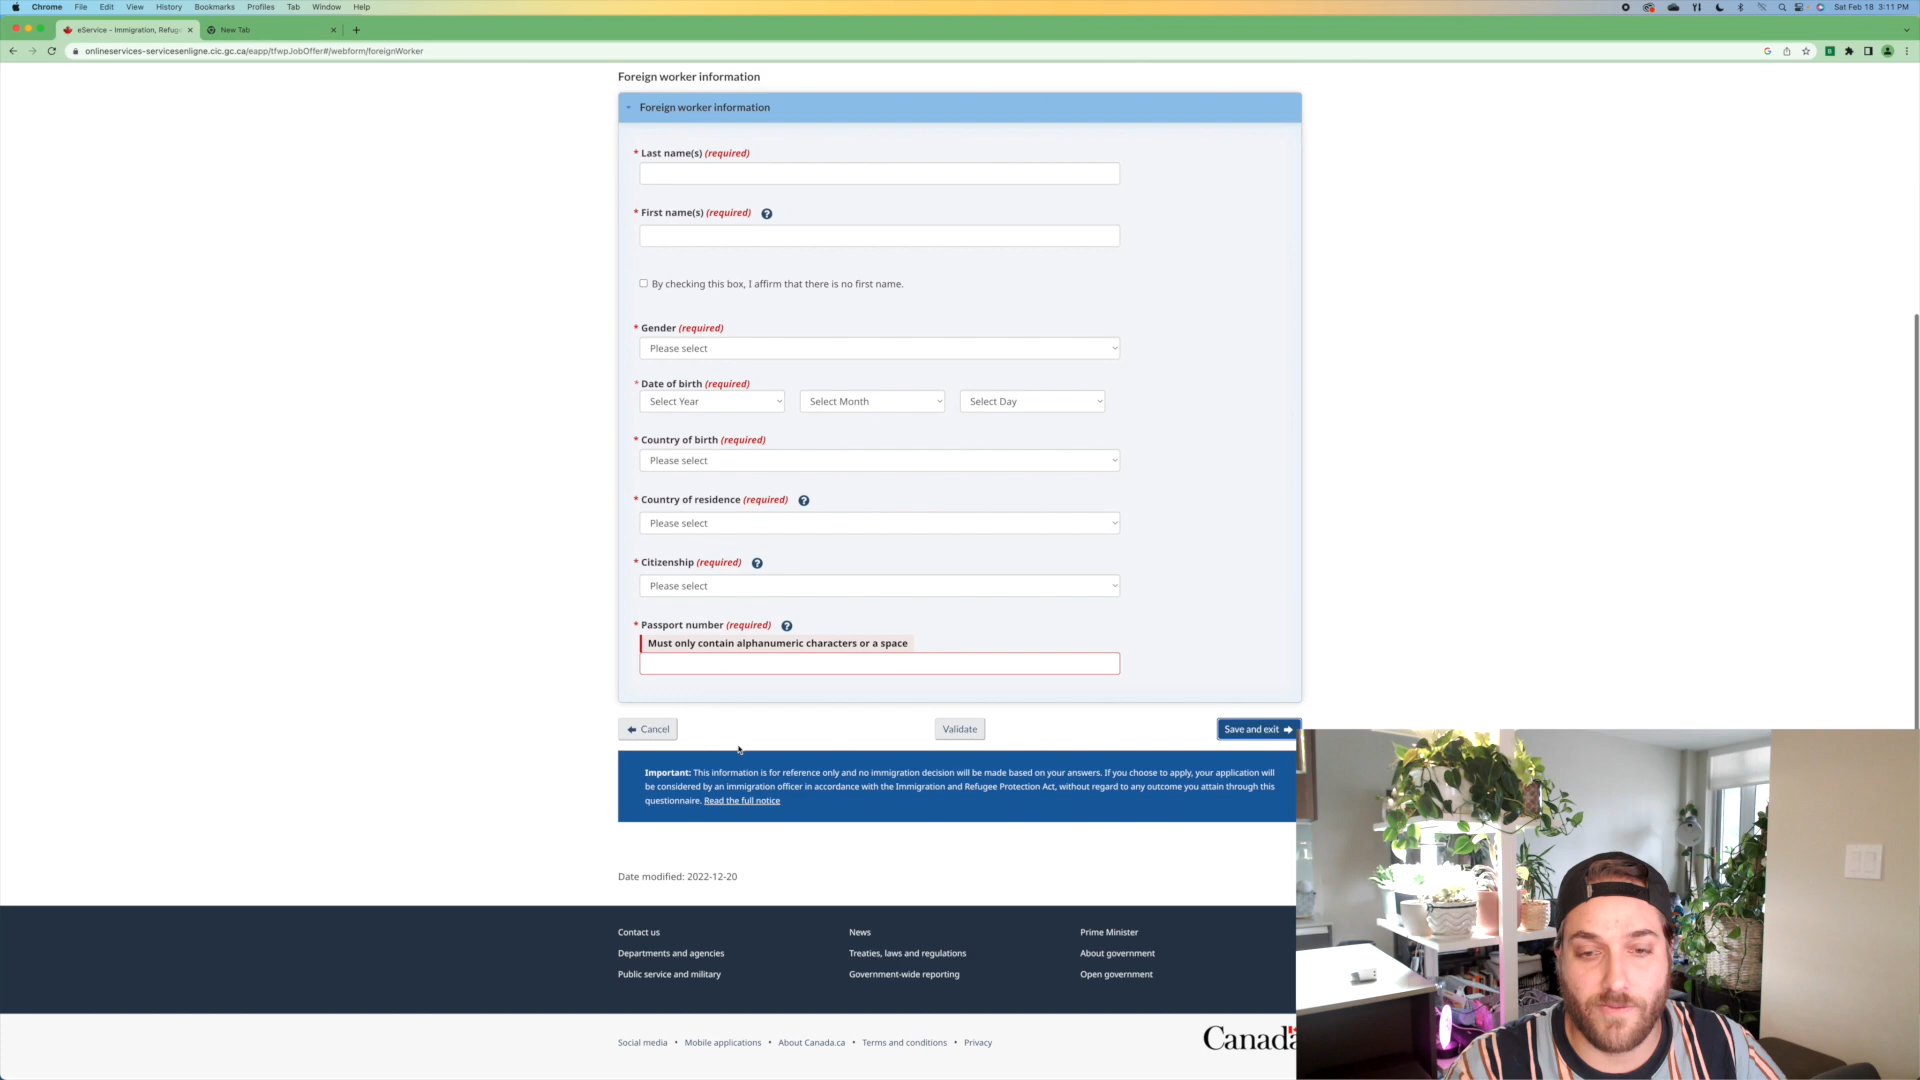 Chrome File Edit View History Bookmarks Profiles Tab Window Help
Sat Feb 18 3:11 PM
eService - Immigration, Refug
New Tab
onlineservices-servicesenligne.cic.gc.ca/eapp/tfwpJobOffer#/webform/foreignWorker
Foreign worker information
Foreign worker information
* Last name(s) (required)
* First name(s) (required) ?
By checking this box, I affirm that there is no first name.
* Gender (required)
Please select
* Date of birth (required)
Select Year Select Month Select Day
* Country of birth (required)
Please select
* Country of residence (required) ?
Please select
* Citizenship (required) ?
Please select
* Passport number (required) ?
Must only contain alphanumeric characters or a space
Cancel Validate Save and exit
Important: This information is for reference only and no immigration decision will be made based on your answers. If you choose to apply, your application will
be considered by an immigration officer in accordance with the Immigration and Refugee Protection Act, without regard to any outcome you attain through this
questionnaire. Read the full notice
Date modified: 2022-12-20
Contact us News Prime Minister
Departments and agencies Treaties, laws and regulations About government
Public service and military Government-wide reporting Open government
Social media • Mobile applications • About Canada.ca • Terms and conditions • Privacy
Canada